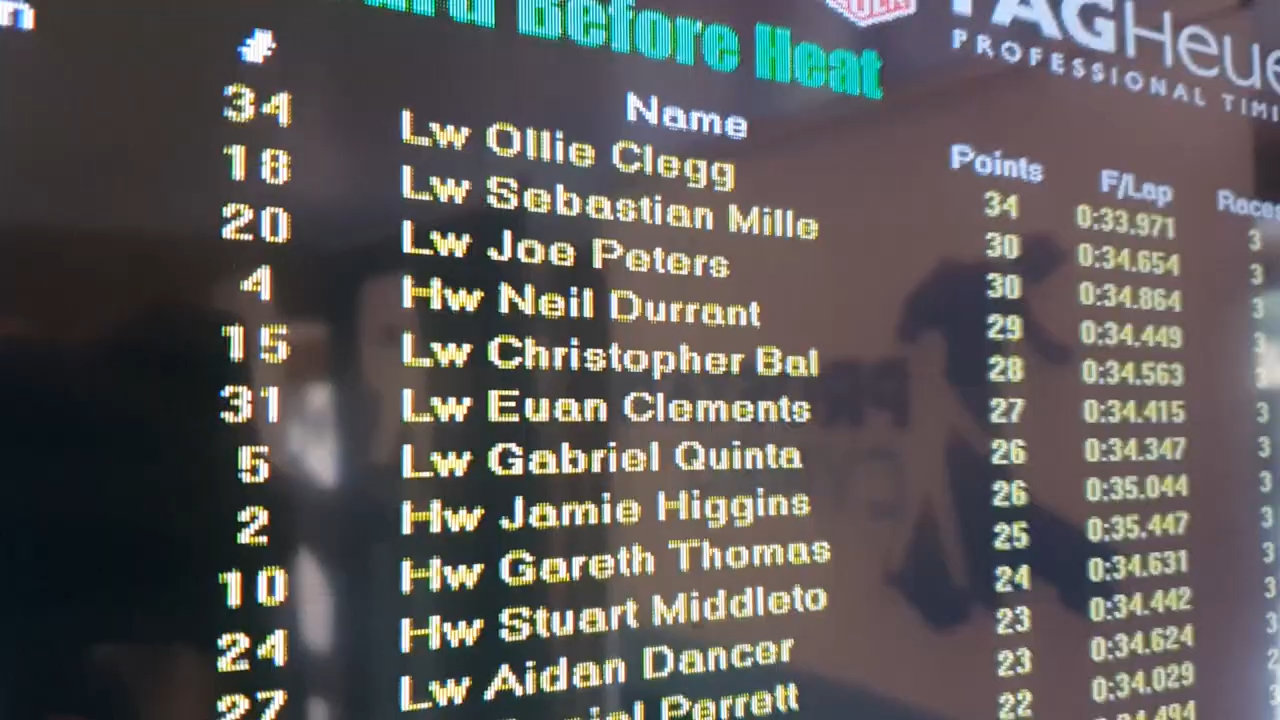 Before Heat
TAGHeue
PROFESSIONAL TIMI
# Name Points F/Lap Races
34 Lw Ollie Clegg 34 0:33.971 3
18 Lw Sebastian Mille 30 0:34.654 3
20 Lw Joe Peters 30 0:34.864 3
4 Hw Neil Durrant 29 0:34.449 3
15 Lw Christopher Bal 28 0:34.563 3
31 Lw Euan Clements 27 0:34.415 3
5 Lw Gabriel Quinta 26 0:34.347 3
2 Hw Jamie Higgins 26 0:35.044 3
10 Hw Gareth Thomas 25 0:35.447 3
24 Hw Stuart Middleto 24 0:34.631 3
27 Lw Aidan Dancer 23 0:34.442 3
Perrett 23 0:34.624
22 0:34.029